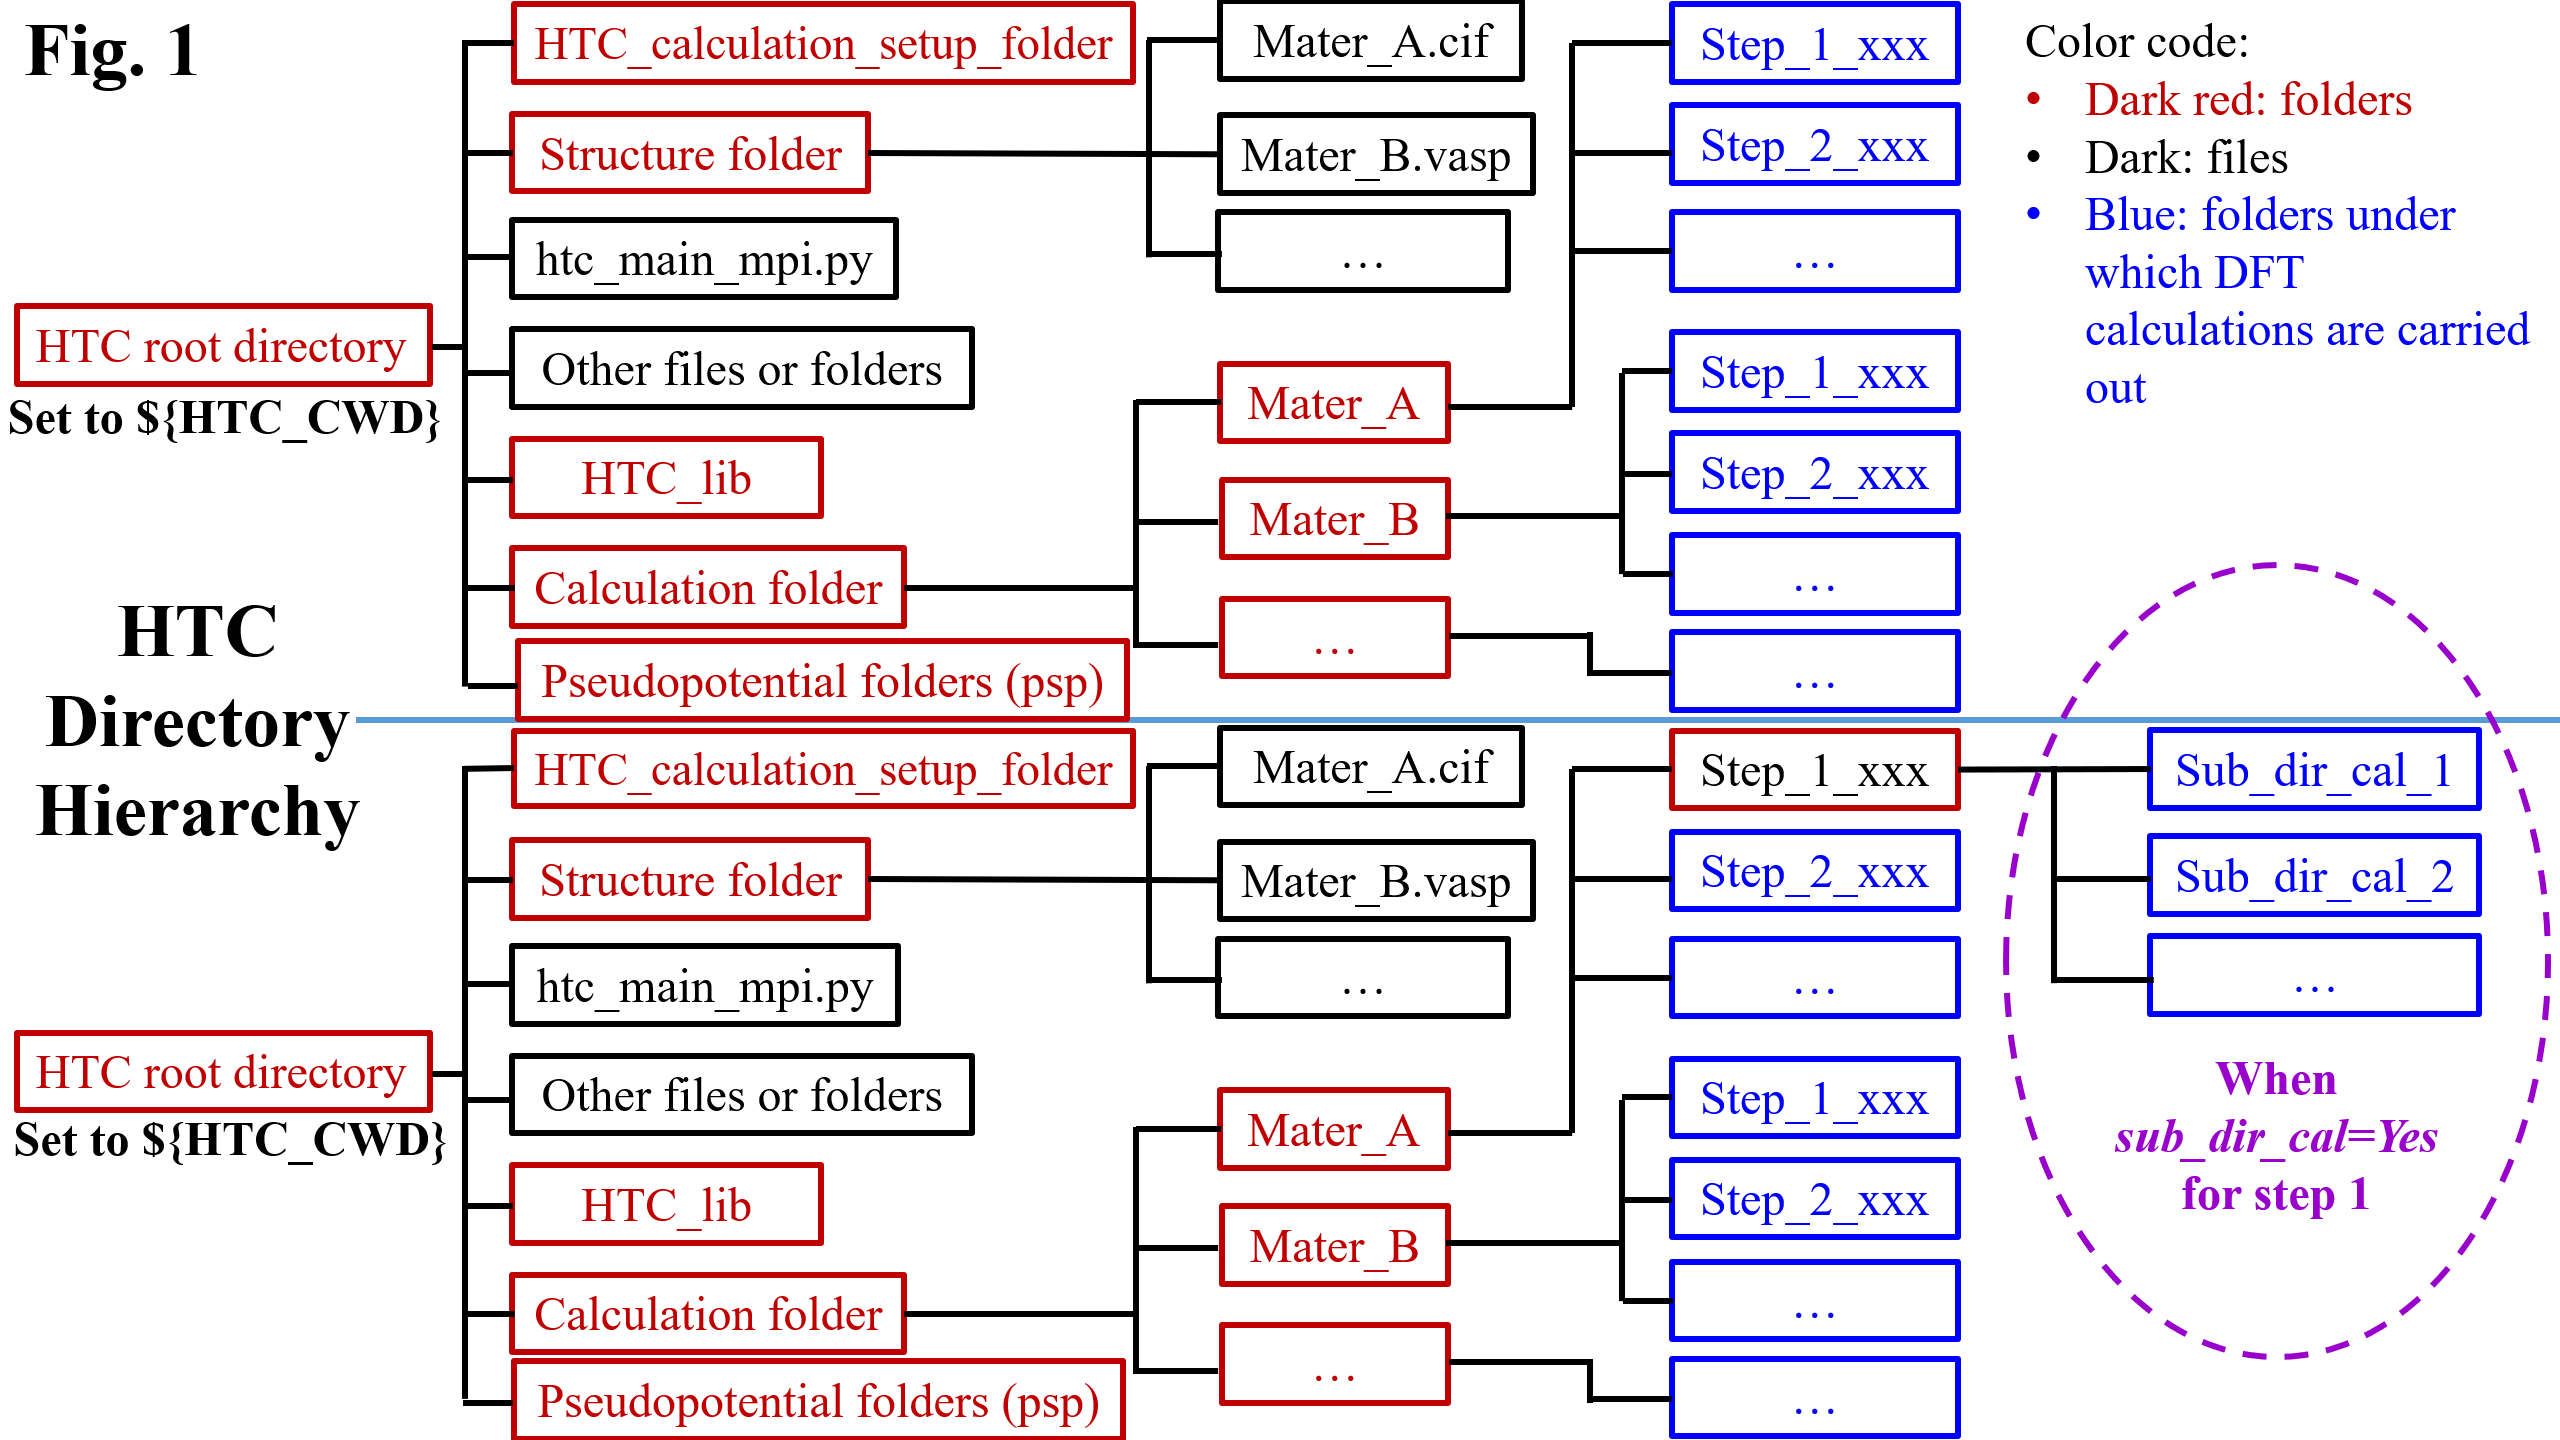 Fig. 1
HTC_calculation_setup_folder
Structure folder
htc_main_mpi.py
HTC root directory
Set to ${HTC_CWD}
Other files or folders
HTC_lib
Calculation folder
Pseudopotential folders (psp)
Mater_A.cif
Mater_B.vasp
…
Mater_A
Mater_B
…
Step_1_xxx
Step_2_xxx
…
Step_1_xxx
Step_2_xxx
…
…
Color code:
• Dark red: folders
• Dark: files
• Blue: folders under
which DFT
calculations are carried
out
HTC
Directory
Hierarchy
HTC_calculation_setup_folder
Structure folder
htc_main_mpi.py
HTC root directory
Set to ${HTC_CWD}
Other files or folders
HTC_lib
Calculation folder
Pseudopotential folders (psp)
Mater_A.cif
Mater_B.vasp
…
Mater_A
Mater_B
…
Step_1_xxx
Step_2_xxx
…
Step_1_xxx
Step_2_xxx
…
…
Sub_dir_cal_1
Sub_dir_cal_2
…
When
sub_dir_cal=Yes
for step 1